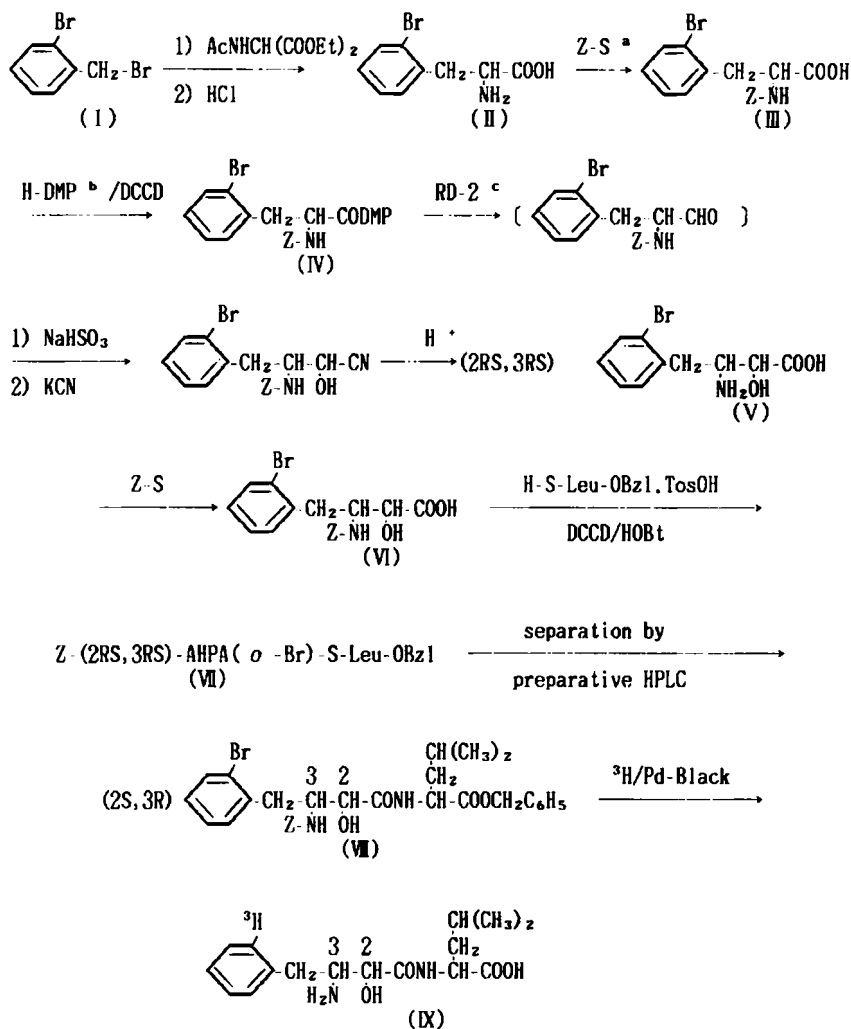 Br
CH₂-Br
(I)
1) AcNHCH(COOEt)₂
2) HCl
Br
CH₂-CH-COOH
NH₂
(II)
Z-S ᵃ
Br
CH₂-CH-COOH
Z-NH
(III)
H-DMP ᵇ /DCCD
Br
CH₂-CH-CODMP
Z-NH
(IV)
RD-2 ᶜ
Br
( CH₂-CH-CHO )
Z-NH
1) NaHSO₃
2) KCN
Br
CH₂-CH-CH-CN
Z-NH OH
H⁺
(2RS,3RS)
Br
CH₂-CH-CH-COOH
NH₂OH
(V)
Z-S
Br
CH₂-CH-CH-COOH
Z-NH OH
(VI)
H-S-Leu-OBzl.TosOH
DCCD/HOBt
Z-(2RS,3RS)-AHPA(o-Br)-S-Leu-OBzl
(VII)
separation by
preparative HPLC
(2S,3R)
Br
CH(CH₃)₂
3 2 CH₂
CH₂-CH-CH-CONH-CH-COOCH₂C₆H₅
Z-NH OH
(VIII)
³H/Pd-Black
³H
CH(CH₃)₂
3 2 CH₂
CH₂-CH-CH-CONH-CH-COOH
H₂N OH
(IX)